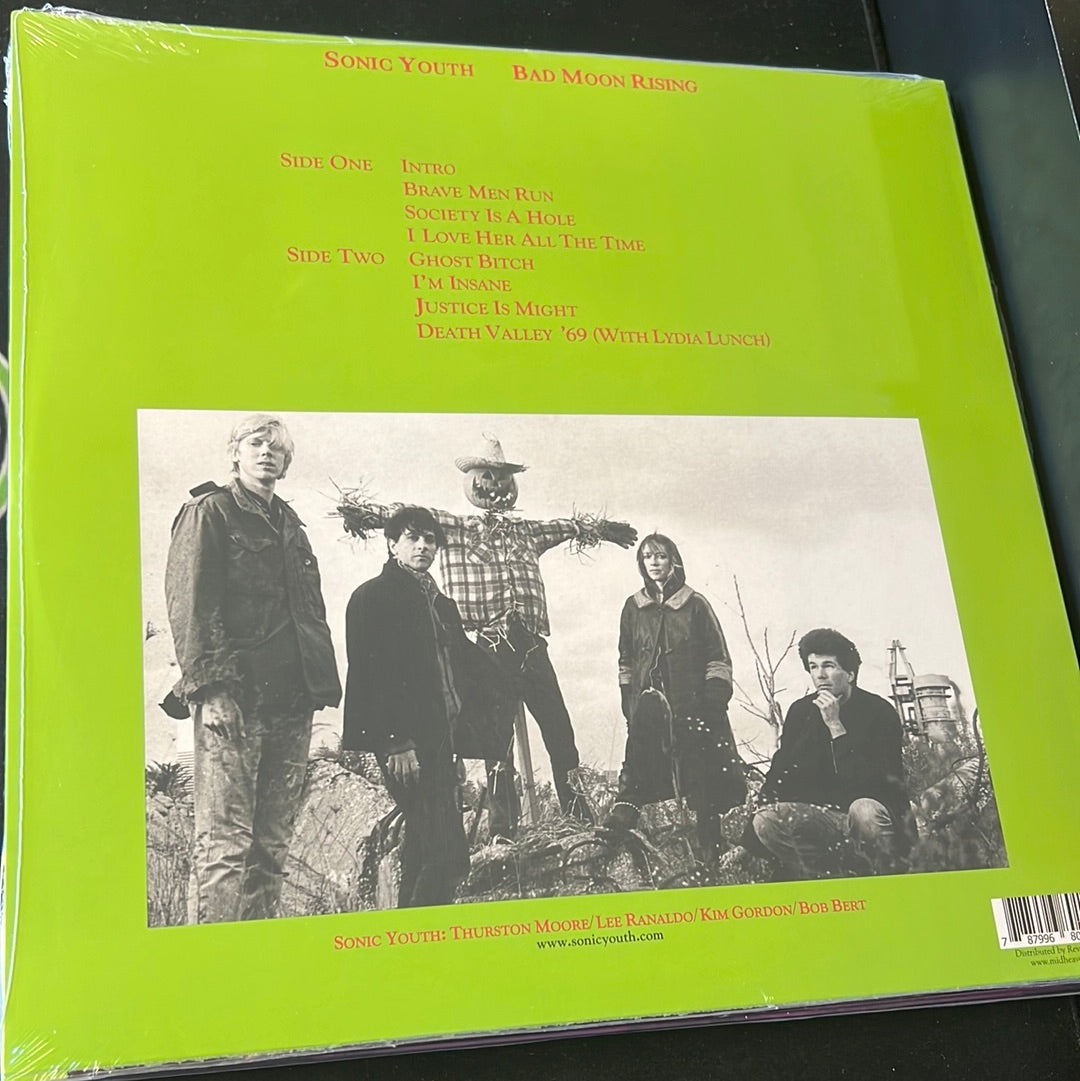 SONIC YOUTH BAD MOON RISING
SIDE ONE INTRO
BRAVE MEN RUN
SOCIETY IS A HOLE
I LOVE HER ALL THE TIME
SIDE TWO GHOST BITCH
I'M INSANE
JUSTICE IS MIGHT
DEATH VALLEY '69 (WITH LYDIA LUNCH)
SONIC YOUTH: THURSTON MOORE/LEE RANALDO/KIM GORDON/BOB BERT
www.sonicyouth.com
7 87996 80
Distributed by